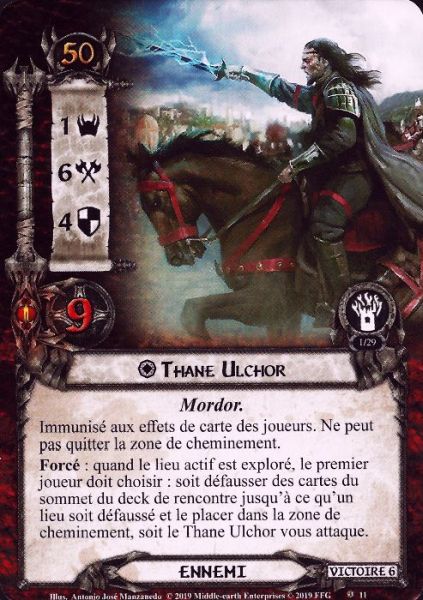 50
1
6
4
9
1/29
Thane Ulchor
Mordor.
Immunisé aux effets de carte des joueurs. Ne peut
pas quitter la zone de cheminement.
Forcé : quand le lieu actif est exploré, le premier
joueur doit choisir : soit défausser des cartes du
sommet du deck de rencontre jusqu'à ce qu'un
lieu soit défaussé et le placer dans la zone de
cheminement, soit le Thane Ulchor vous attaque.
ENNEMI
VICTOIRE 6
Illus. Antonio José Manzanedo © 2019 Middle-earth Enterprises © 2019 FFG 11